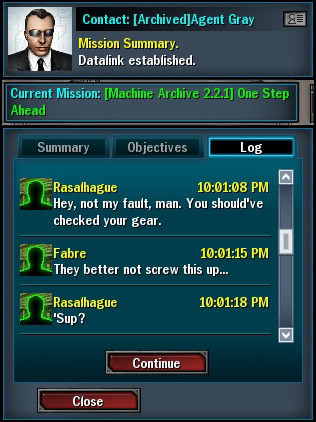 Contact: [Archived]Agent Gray
Mission Summary.
Datalink established.
Current Mission: [Machine Archive 2.2.1] One Step
Ahead
Summary
Objectives
Log
Rasalhague 10:01:08 PM
Hey, not my fault, man. You should've
checked your gear.
Fabre 10:01:15 PM
They better not screw this up...
Rasalhague 10:01:18 PM
'Sup?
Continue
Close